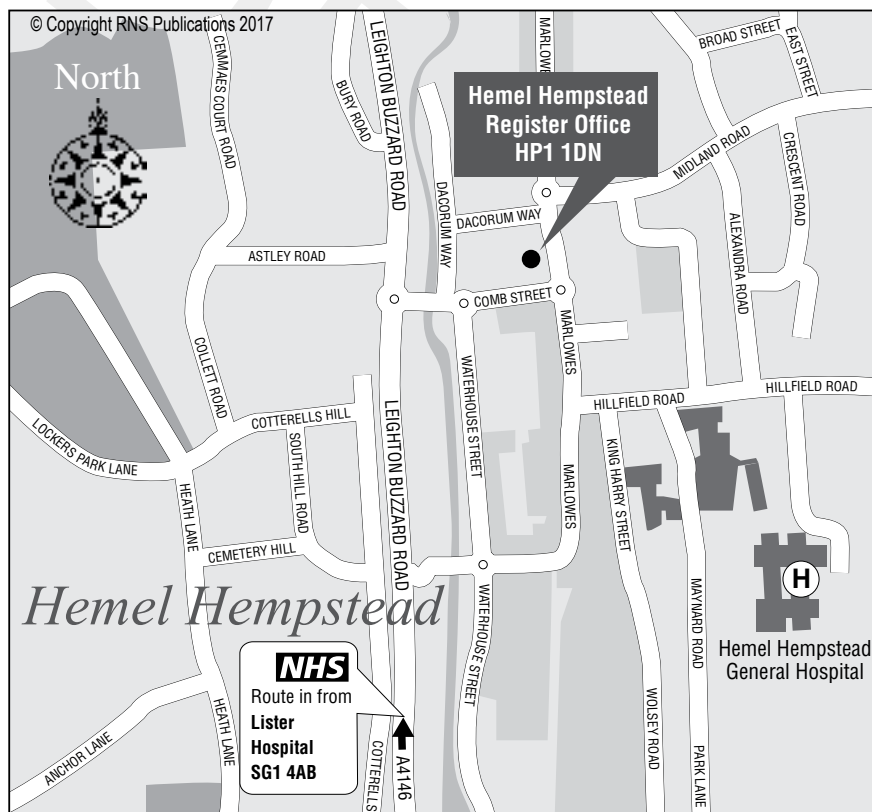 © Copyright RNS Publications 2017
North
CEMMAES COURT ROAD
BURY ROAD
LEIGHTON BUZZARD ROAD
MARLOWES
BROAD STREET
EAST STREET
Hemel Hempstead
Register Office
HP1 1DN
MIDLAND ROAD
CRESCENT ROAD
DACORUM WAY
DACORUM WAY
ALEXANDRA ROAD
ASTLEY ROAD
COMB STREET
MARLOWES
COLLETT ROAD
WATERHOUSE STREET
HILLFIELD ROAD
HILLFIELD ROAD
LEIGHTON BUZZARD ROAD
COTTERELLS HILL
LOCKERS PARK LANE
SOUTH HILL ROAD
MARLOWES
KING HARRY STREET
HEATH LANE
CEMETERY HILL
H
Hemel Hempstead
WATERHOUSE STREET
MAYNARD ROAD
Hemel Hempstead
General Hospital
NHS
Route in from
Lister
Hospital
SG1 4AB
HEATH LANE
ANCHOR LANE
COTTERELLS
A4146
WOLSEY ROAD
PARK LANE